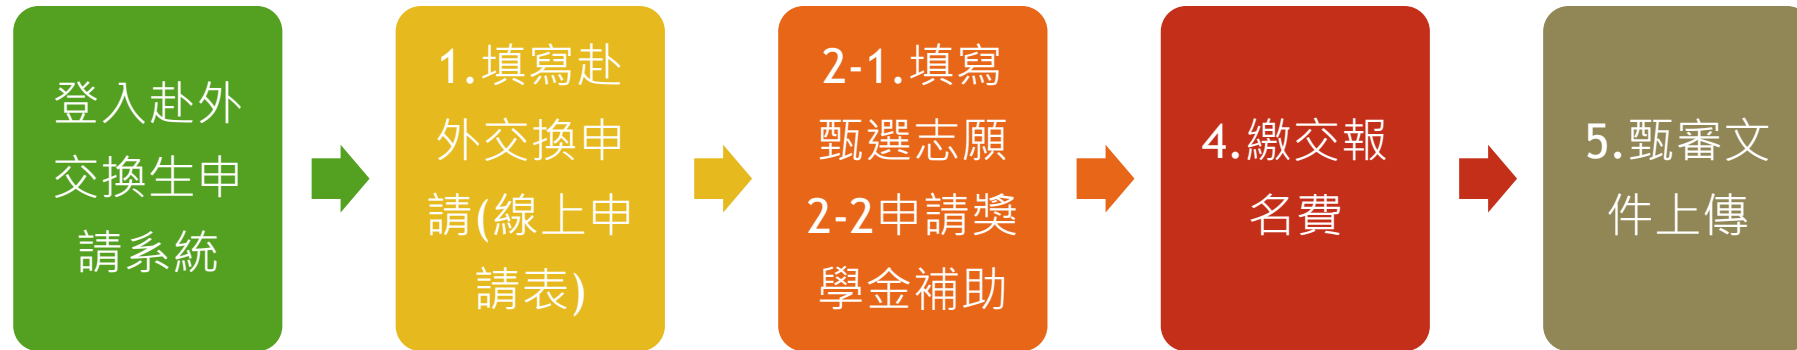 登入赴外
交換生申
請系統
1.填寫赴
外交換申
請(線上申
請表)
2-1.填寫
甄選志願
2-2申請獎
學金補助
4.繳交報
名費
5.甄審文
件上傳